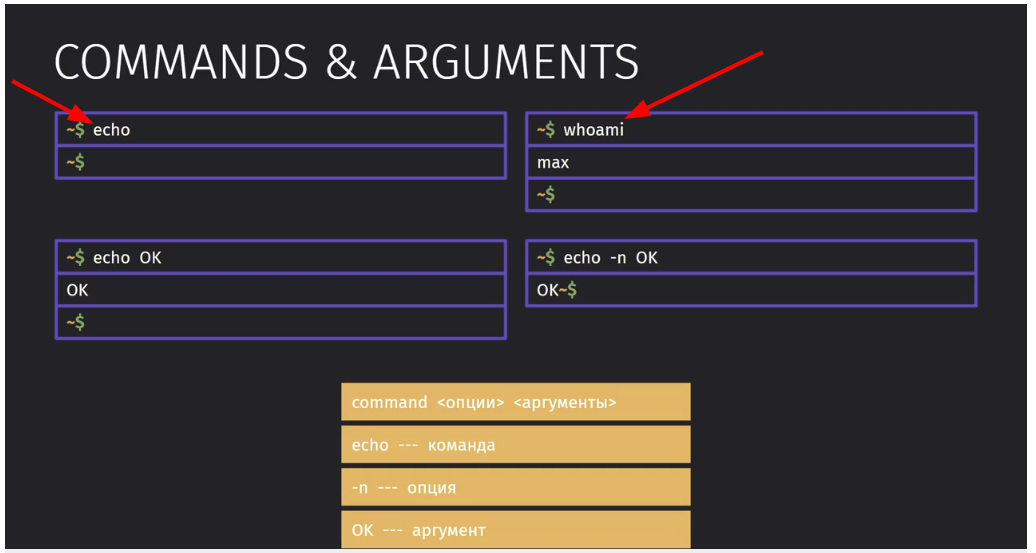 COMMANDS & ARGUMENTS
~$ echo
~$
~$ whoami
max
~$
~$ echo OK
OK
~$
~$ echo -n OK
OK~$
command <опции> <аргументы>
echo --- команда
-n --- опция
OK --- аргумент